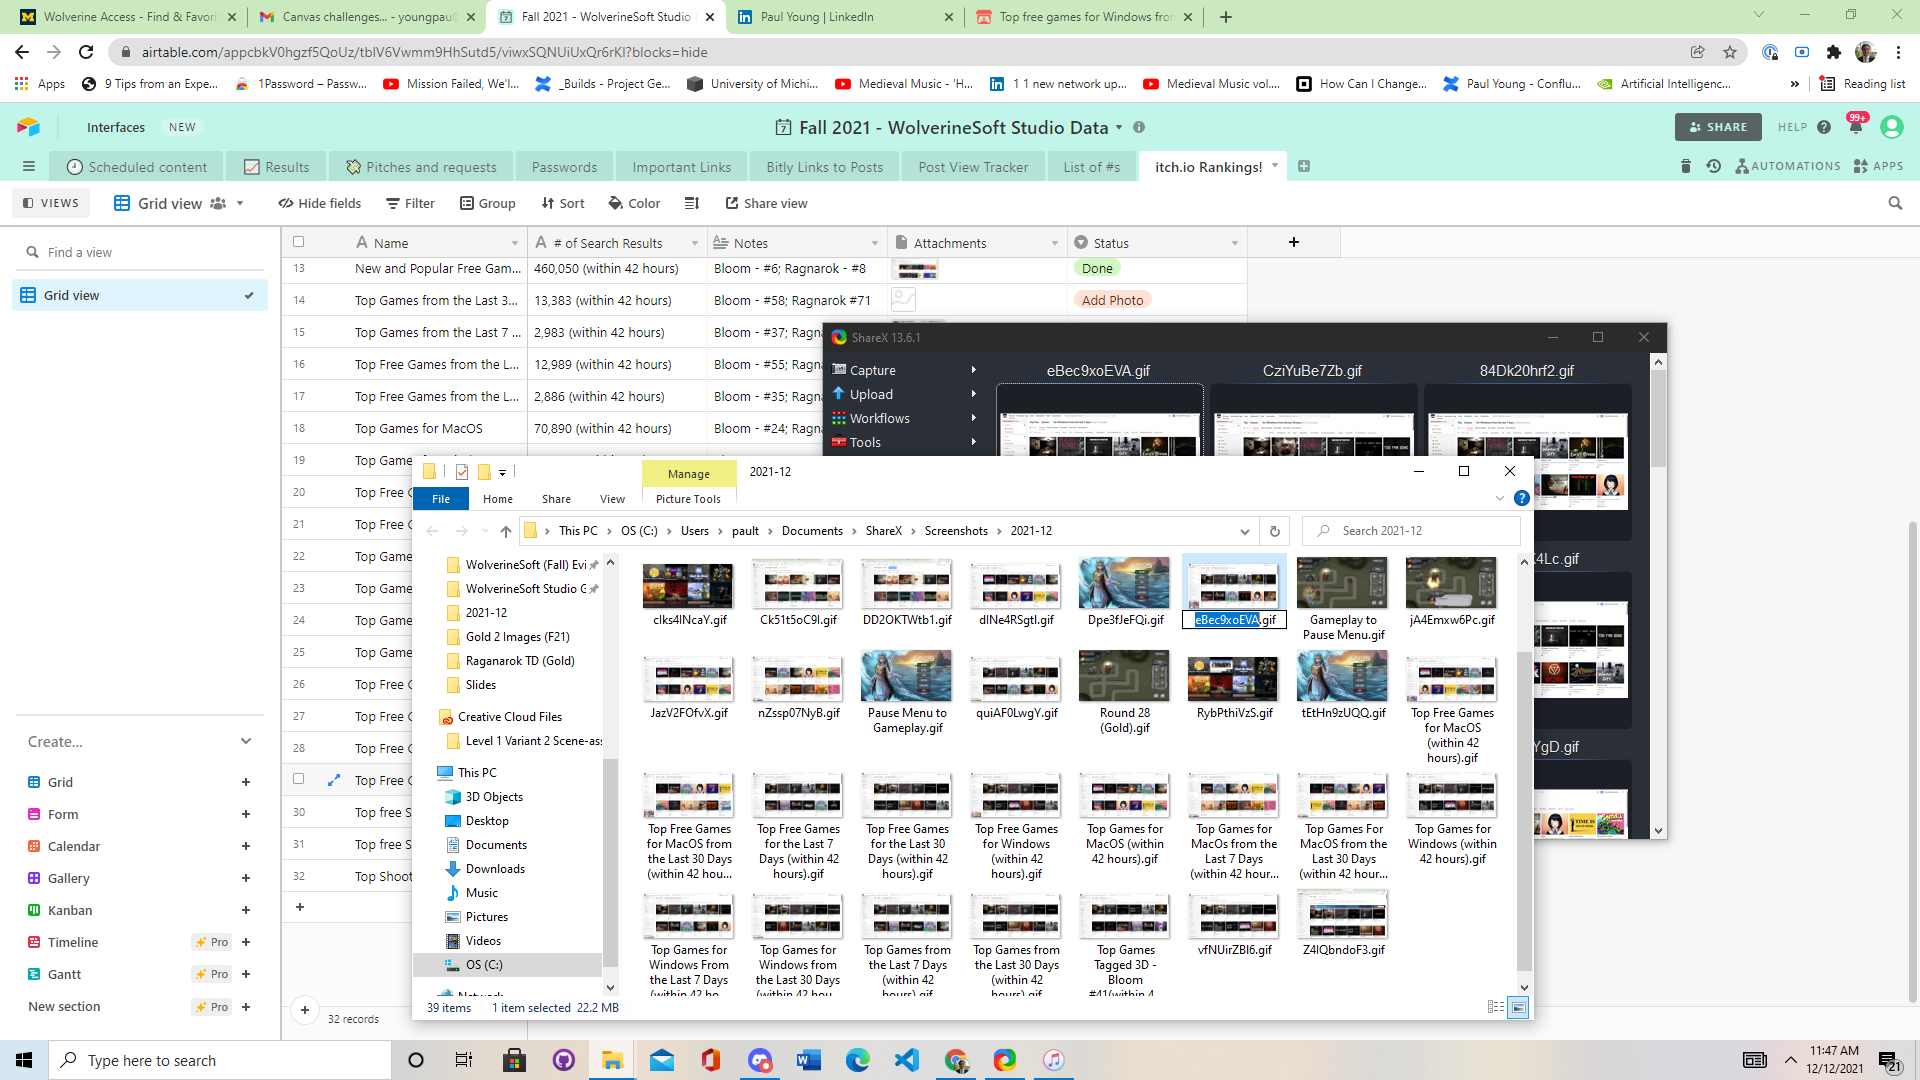 Wolverine Access - Find & Favori
Canvas challenges... - youngpau
Fall 2021 - WolverineSoft Studio
Paul Young | LinkedIn
Top free games for Windows from
airtable.com/appcbkV0hgzf5QoUz/tblV6Vwmm9HhSutd5/viwxSQNUiUxQr6rKl?blocks=hide
Apps
9 Tips from an Expe...
1Password – Passw...
Mission Failed, We'l...
_Builds - Project Ge...
University of Michi...
Medieval Music - 'H...
1 1 new network up...
Medieval Music vol....
How Can I Change...
Paul Young - Conflu...
Artificial Intelligenc...
»
Reading list
Interfaces
NEW
Fall 2021 - WolverineSoft Studio Data
SHARE
HELP
99+
Scheduled content
Results
Pitches and requests
Passwords
Important Links
Bitly Links to Posts
Post View Tracker
List of #s
itch.io Rankings!
AUTOMATIONS
APPS
VIEWS
Grid view
Hide fields
Filter
Group
Sort
Color
Share view
Find a view
Grid view
Name
# of Search Results
Notes
Attachments
Status
13 New and Popular Free Gam... 460,050 (within 42 hours) Bloom - #6; Ragnarok - #8 Done
14 Top Games from the Last 3... 13,383 (within 42 hours) Bloom - #58; Ragnarok #71 Add Photo
15 Top Games from the Last 7 ... 2,983 (within 42 hours) Bloom - #37; Ragna
16 Top Free Games from the L... 12,989 (within 42 hours) Bloom - #55; Ragna
17 Top Free Games from the L... 2,886 (within 42 hours) Bloom - #35; Ragna
18 Top Games for MacOS 70,890 (within 42 hours) Bloom - #24; Ragna
19 Top Game
20 Top Free G
21 Top Free G
22 Top Game
23 Top Game
24 Top Game
25 Top Game
26 Top Free G
27 Top Free G
28 Top Free G
Top Free G
30 Top free S
31 Top free S
32 Top Shoot
32 records
Create...
Grid
Form
Calendar
Gallery
Kanban
Timeline
Pro
Gantt
Pro
New section
Pro
ShareX 13.6.1
Capture
Upload
Workflows
Tools
eBec9xoEVA.gif
CziYuBe7Zb.gif
84Dk20hrf2.gif
4Lc.gif
YgD.gif
Manage
2021-12
File
Home
Share
View
Picture Tools
This PC
OS (C:)
Users
pault
Documents
ShareX
Screenshots
2021-12
Search 2021-12
WolverineSoft (Fall) Evi
WolverineSoft Studio G
2021-12
Gold 2 Images (F21)
Raganarok TD (Gold)
Slides
Creative Cloud Files
Level 1 Variant 2 Scene-ass
This PC
3D Objects
Desktop
Documents
Downloads
Music
Pictures
Videos
OS (C:)
Network
clks4INcaY.gif
Ck51t5oC9l.gif
DD2OKTWtb1.gif
dINe4RSgtl.gif
Dpe3fJeFQi.gif
eBec9xoEVA.gif
Gameplay to
Pause Menu.gif
jA4Emxw6Pc.gif
JazV2FOfvX.gif
nZssp07NyB.gif
Pause Menu to
Gameplay.gif
quiAF0LwgY.gif
Round 28
(Gold).gif
RybPthiVzS.gif
tEtHn9zUQQ.gif
Top Free Games
for MacOS
(within 42
hours).gif
Top Free Games
for MacOS from
the Last 30 Days
(within 42 hou...
Top Free Games
for the Last 7
Days (within 42
hours).gif
Top Free Games
for the Last 30
Days (within 42
hours).gif
Top Free Games
for Windows
(within 42
hours).gif
Top Games for
MacOS (within
42 hours).gif
Top Games for
MacOs from the
Last 7 Days
(within 42 hour...
Top Games For
MacOS from the
Last 30 Days
(within 42 hour...
Top Games for
Windows (within
42 hours).gif
Top Games for
Windows From
the Last 7 Days
(within 42 ho...
Top Games for
Windows from
the Last 30 Days
(within 42 hou...
Top Games from
the Last 7 Days
(within 42
hours).gif
Top Games from
the Last 30 Days
(within 42
hours).gif
Top Games
Tagged 3D -
Bloom
#41(within 4...
vfNUirZBl6.gif
Z4lQbndoF3.gif
39 items
1 item selected 22.2 MB
Type here to search
11:47 AM
12/12/2021
21